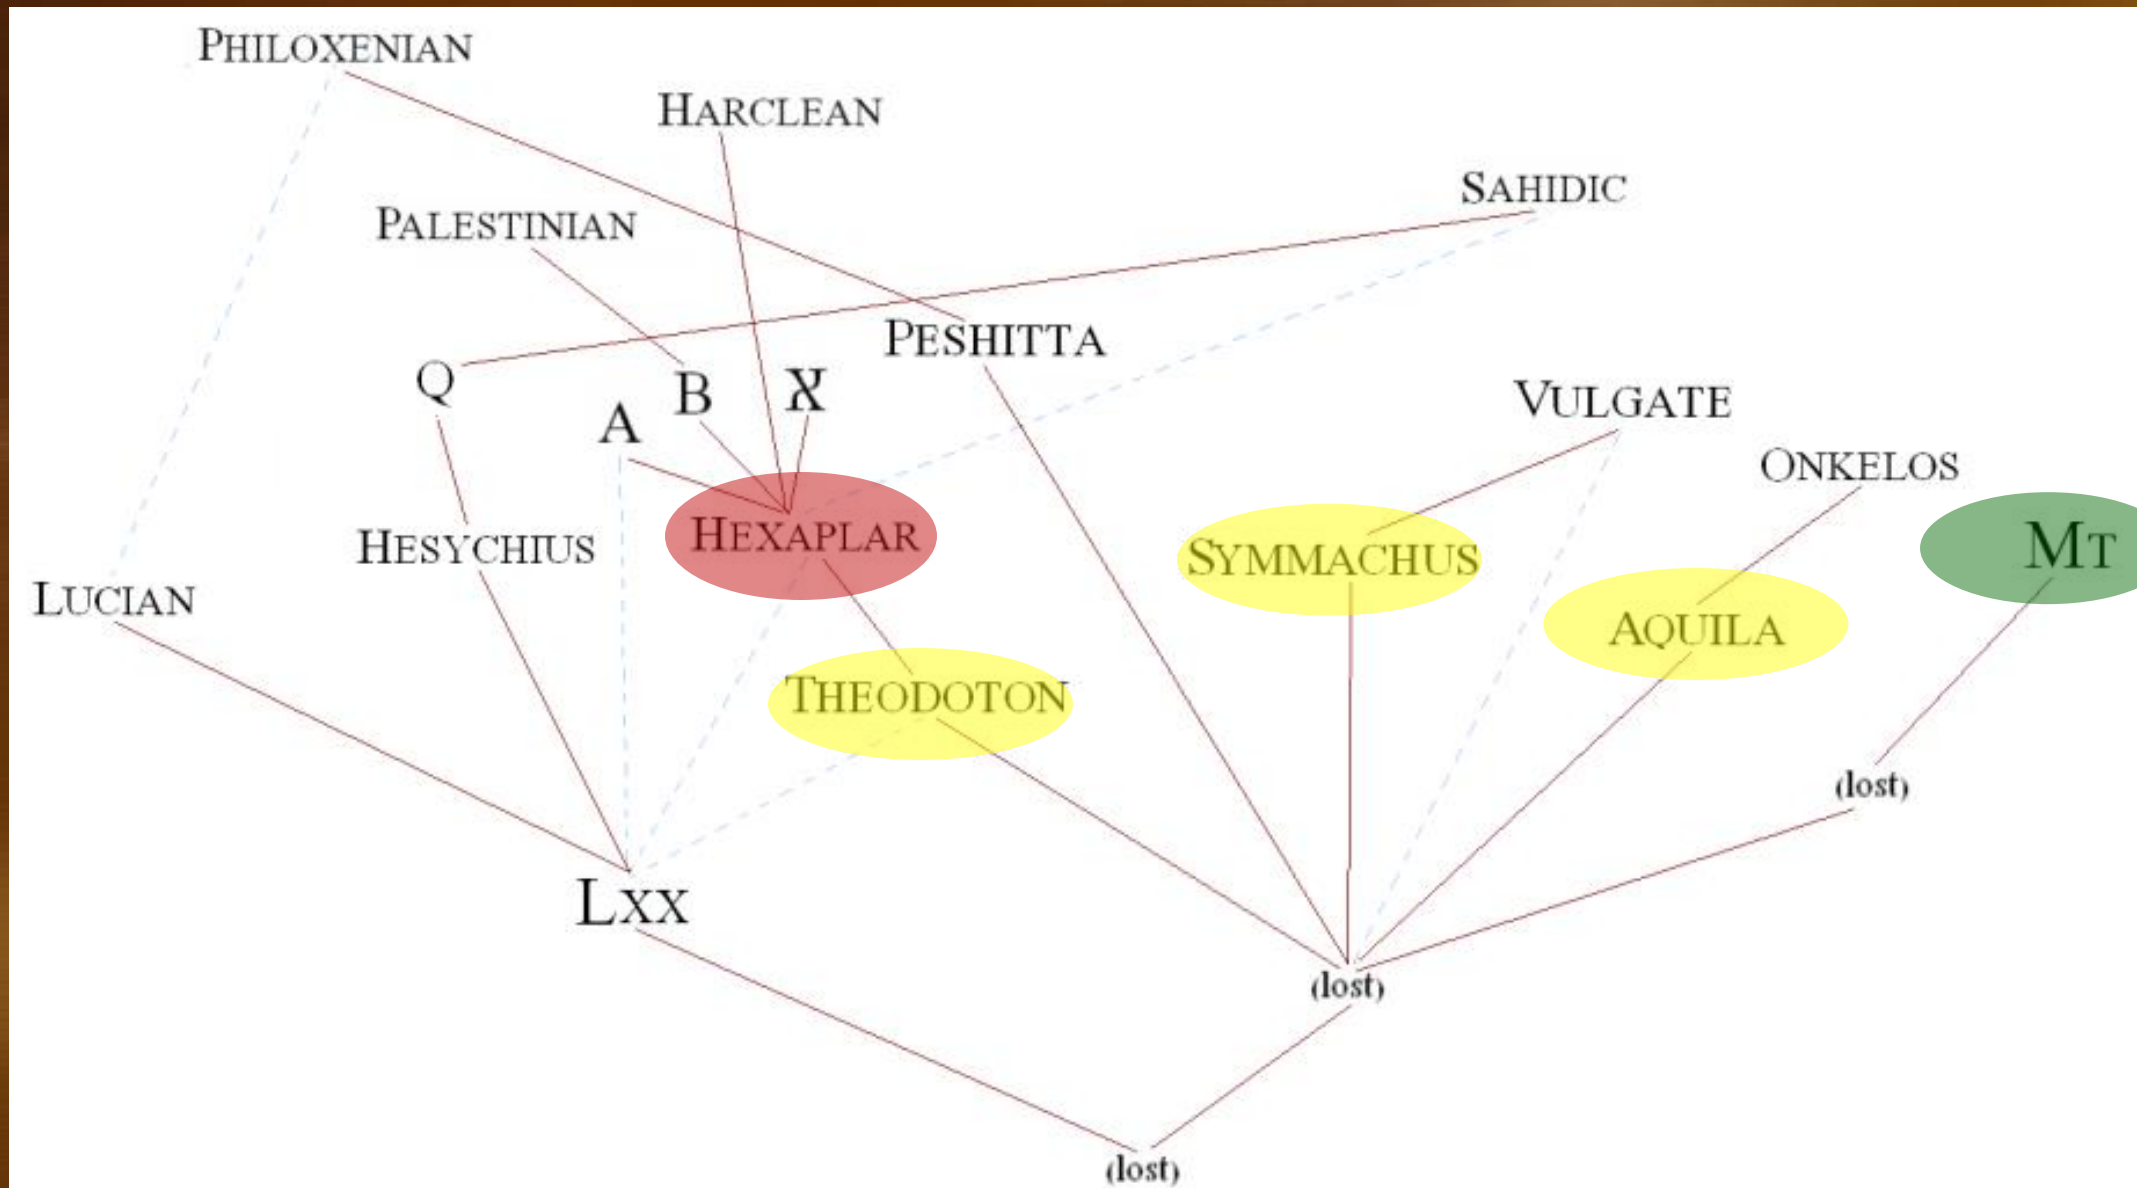 PHILOXENIAN
HARCLEAN
SAHIDIC
PALESTINIAN
PESHITTA
Q
B
א
A
VULGATE
ONKELOS
HESYCHIUS
HEXAPLAR
SYMMACHUS
MT
LUCIAN
AQUILA
THEODOTON
(lost)
LXX
(lost)
(lost)